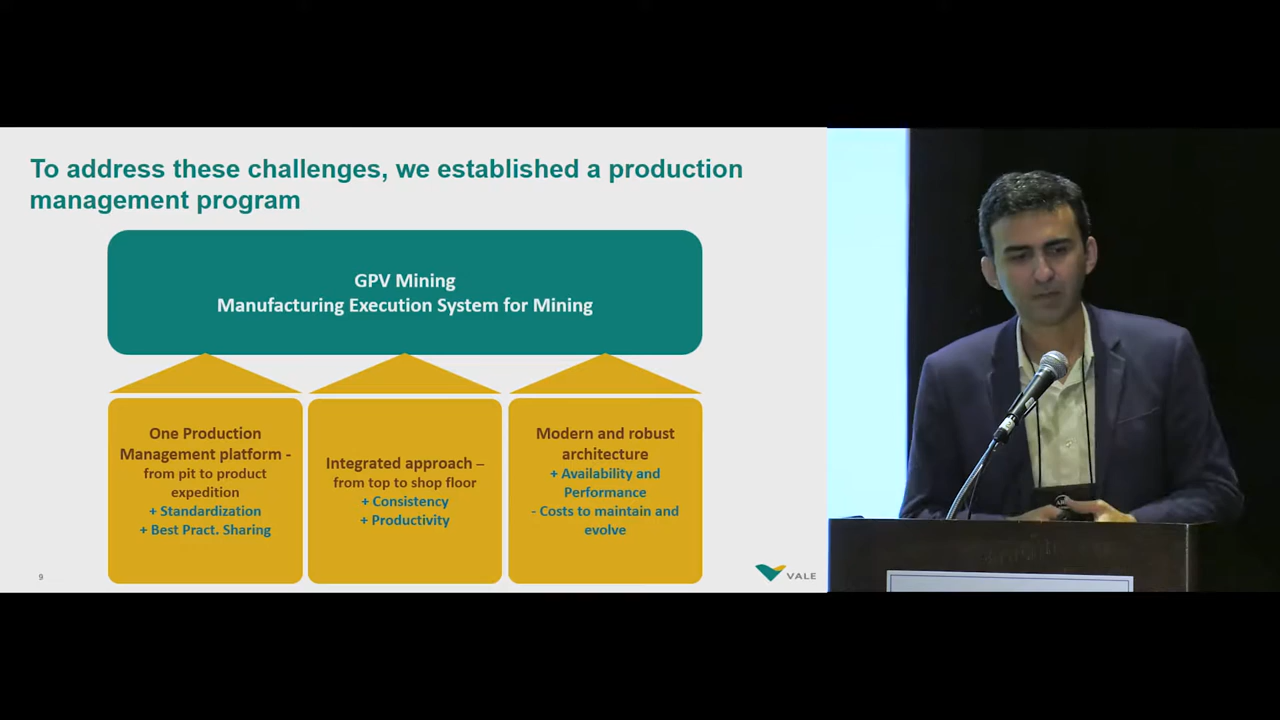 To address these challenges, we established a production
management program
GPV Mining
Manufacturing Execution System for Mining
One Production
Management platform -
from pit to product
expedition
+ Standardization
+ Best Pract. Sharing
Integrated approach –
from top to shop floor
+ Consistency
+ Productivity
Modern and robust
architecture
+ Availability and
Performance
- Costs to maintain and
evolve
9
VALE